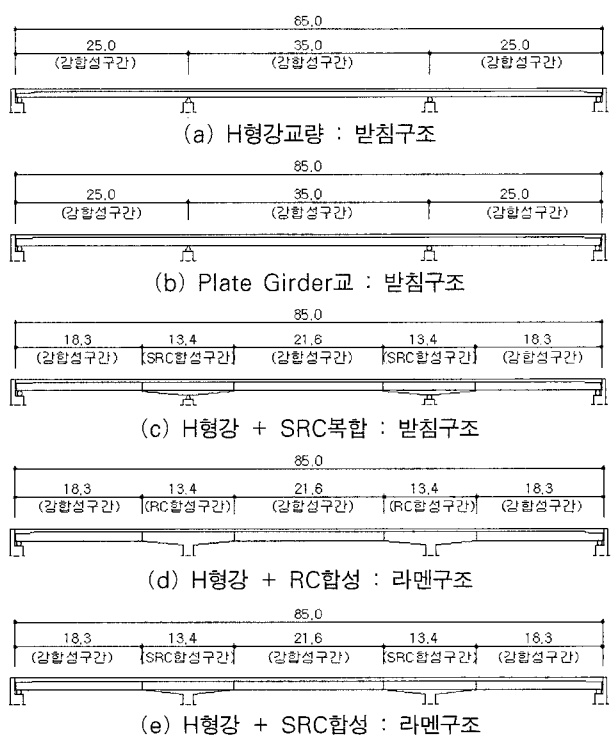 85.0
25.0 35.0 25.0
(강합성구간) (강합성구간) (강합성구간)
(a) H형강교량 : 받침구조
85.0
25.0 35.0 25.0
(강합성구간) (강합성구간) (강합성구간)
(b) Plate Girder교 : 받침구조
85.0
18.3 13.4 21.6 13.4 18.3
(강합성구간) (SRC합성구간) (강합성구간) (SRC합성구간) (강합성구간)
(c) H형강 + SRC복합 : 받침구조
85.0
18.3 13.4 21.6 13.4 18.3
(강합성구간) (RC합성구간) (강합성구간) (RC합성구간) (강합성구간)
(d) H형강 + RC합성 : 라멘구조
85.0
18.3 13.4 21.6 13.4 18.3
(강합성구간) (SRC합성구간) (강합성구간) (SRC합성구간) (강합성구간)
(e) H형강 + SRC합성 : 라멘구조